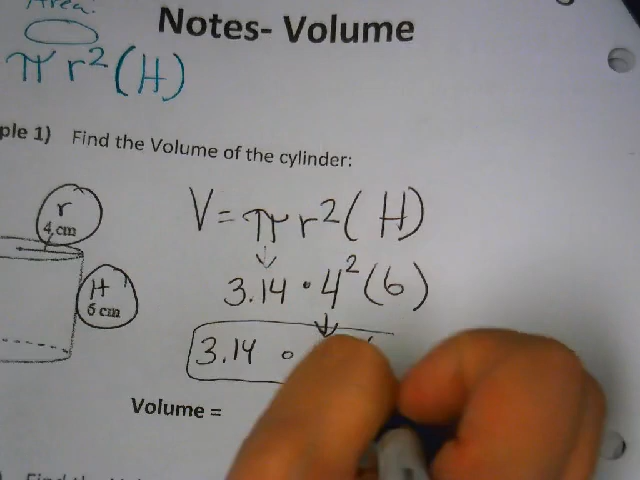 Area:
Notes- Volume
πr²(H)
ple 1) Find the Volume of the cylinder:
r
4 cm
V=πr²(H)
H
6 cm
3.14 · 4²(6)
3.14 ·
Volume =